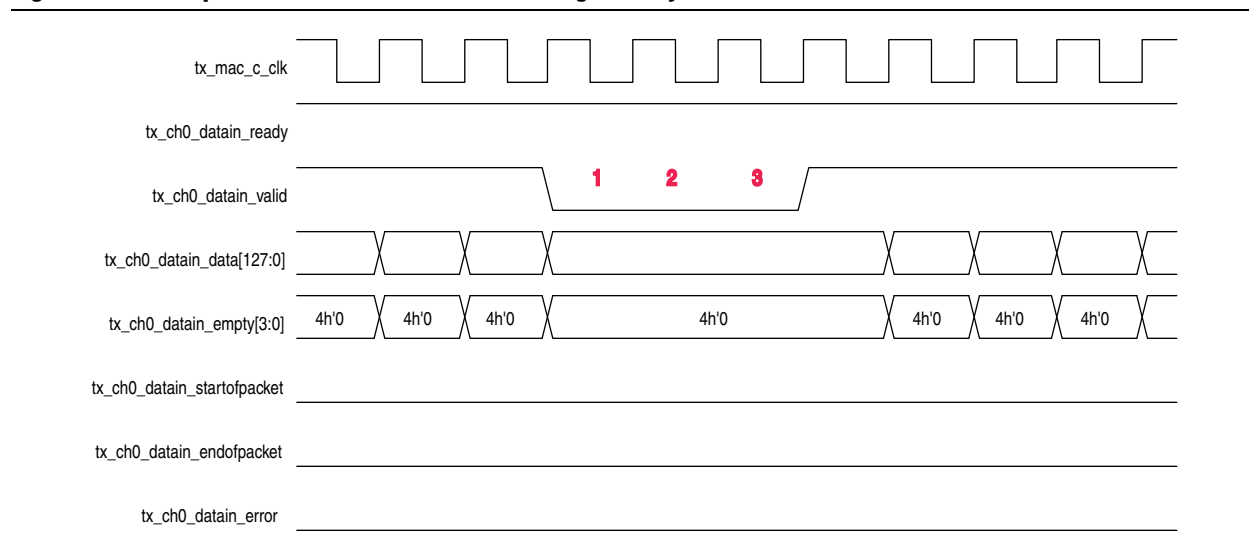 tx_mac_c_clk
tx_ch0_datain_ready
1 2 3
tx_ch0_datain_valid
tx_ch0_datain_data[127:0]
tx_ch0_datain_empty[3:0] 4h'0 4h'0 4h'0 4h'0 4h'0 4h'0 4h'0
tx_ch0_datain_startofpacket
tx_ch0_datain_endofpacket
tx_ch0_datain_error